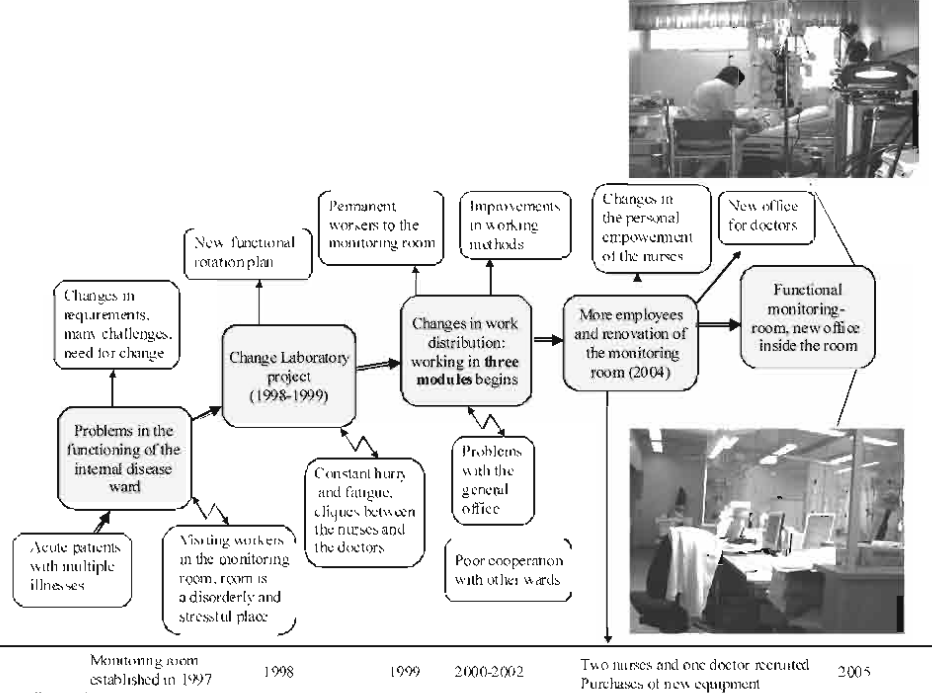 Changes in
requirements,
many challenges,
need for change
New functional
rotation plan
Permanent
workers to the
monitoring room
Improvements
in working
methods
Changes in
the personal
empowerment
of the nurses
New office
for doctors
Problems in the
functioning of the
internal disease
ward
Change Laboratory
project
(1998-1999)
Changes in work
distribution:
working in three
modules begins
More employees
and renovation of
the monitoring
room (2004)
Functional
monitoring-
room, new office
inside the room
Acute patients
with multiple
illnesses
Visiting workers
in the monitoring
room, room is
a disorderly and
stressful place
Constant hurry
and fatigue,
cliques between
the nurses and
the doctors
Problems
with the
general
office
Poor cooperation
with other wards
Monitoring room
established in 1997
1998
1999
2000-2002
Two nurses and one doctor recruited
Purchases of new equipment
2005